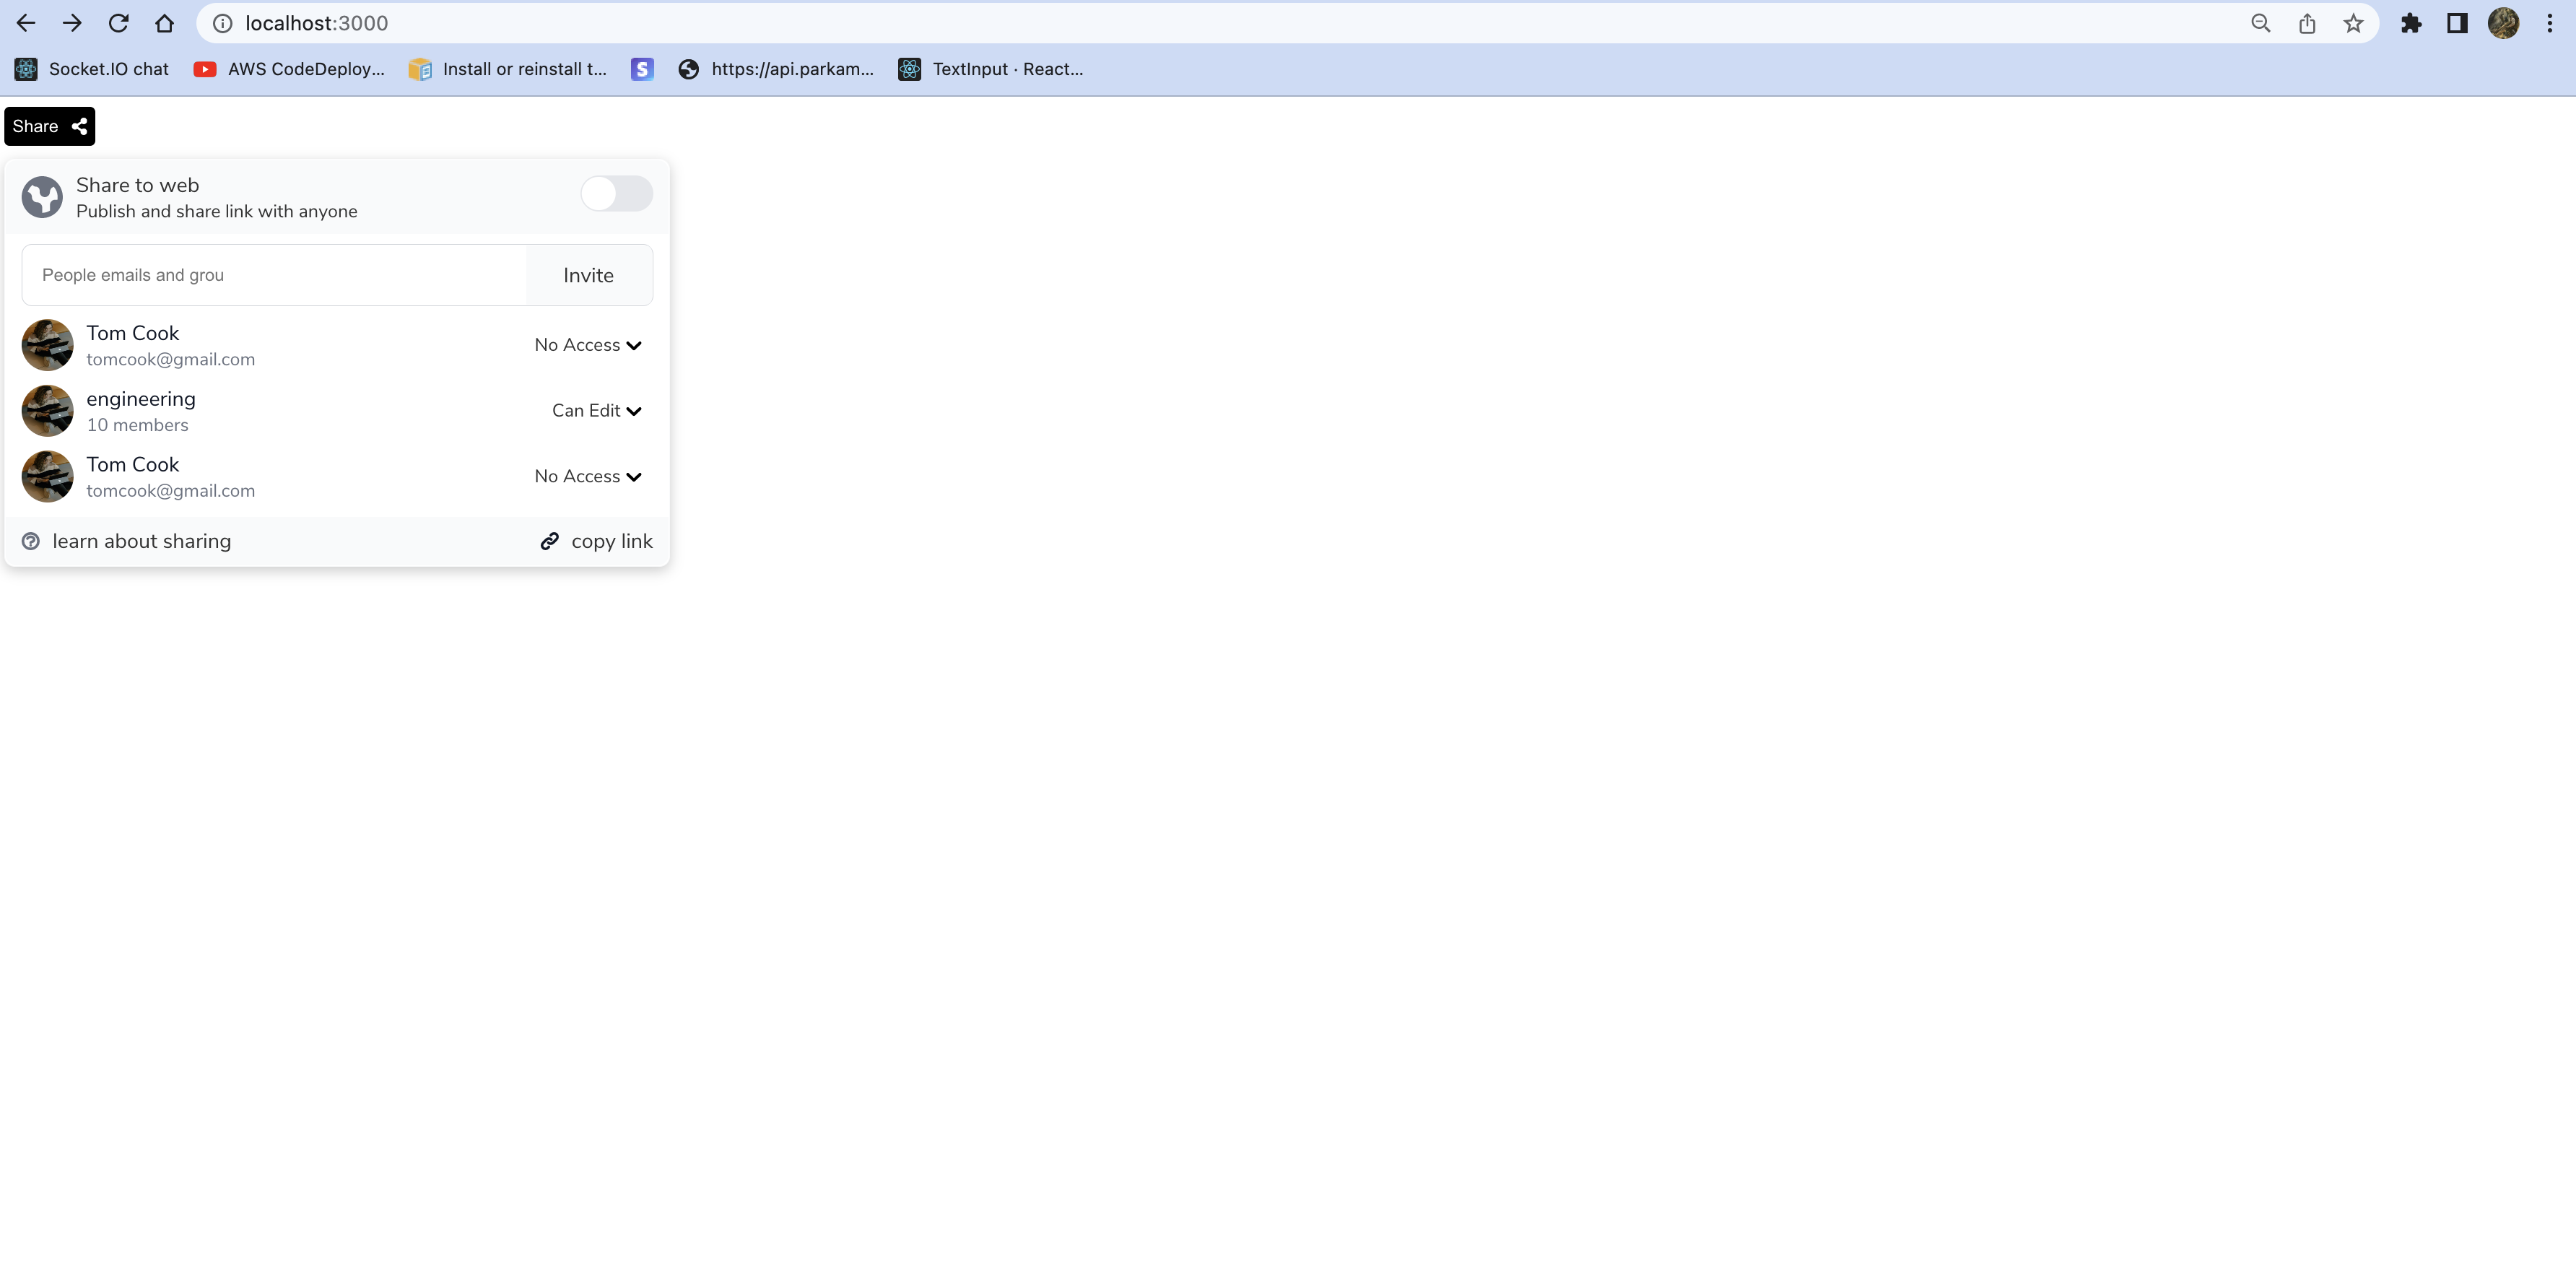 localhost:3000
Socket.IO chat AWS CodeDeploy... Install or reinstall t... S https://api.parkam... TextInput · React...
Share
Share to web
Publish and share link with anyone
People emails and grou Invite
Tom Cook
tomcook@gmail.com
No Access
engineering
10 members
Can Edit
Tom Cook
tomcook@gmail.com
No Access
learn about sharing copy link